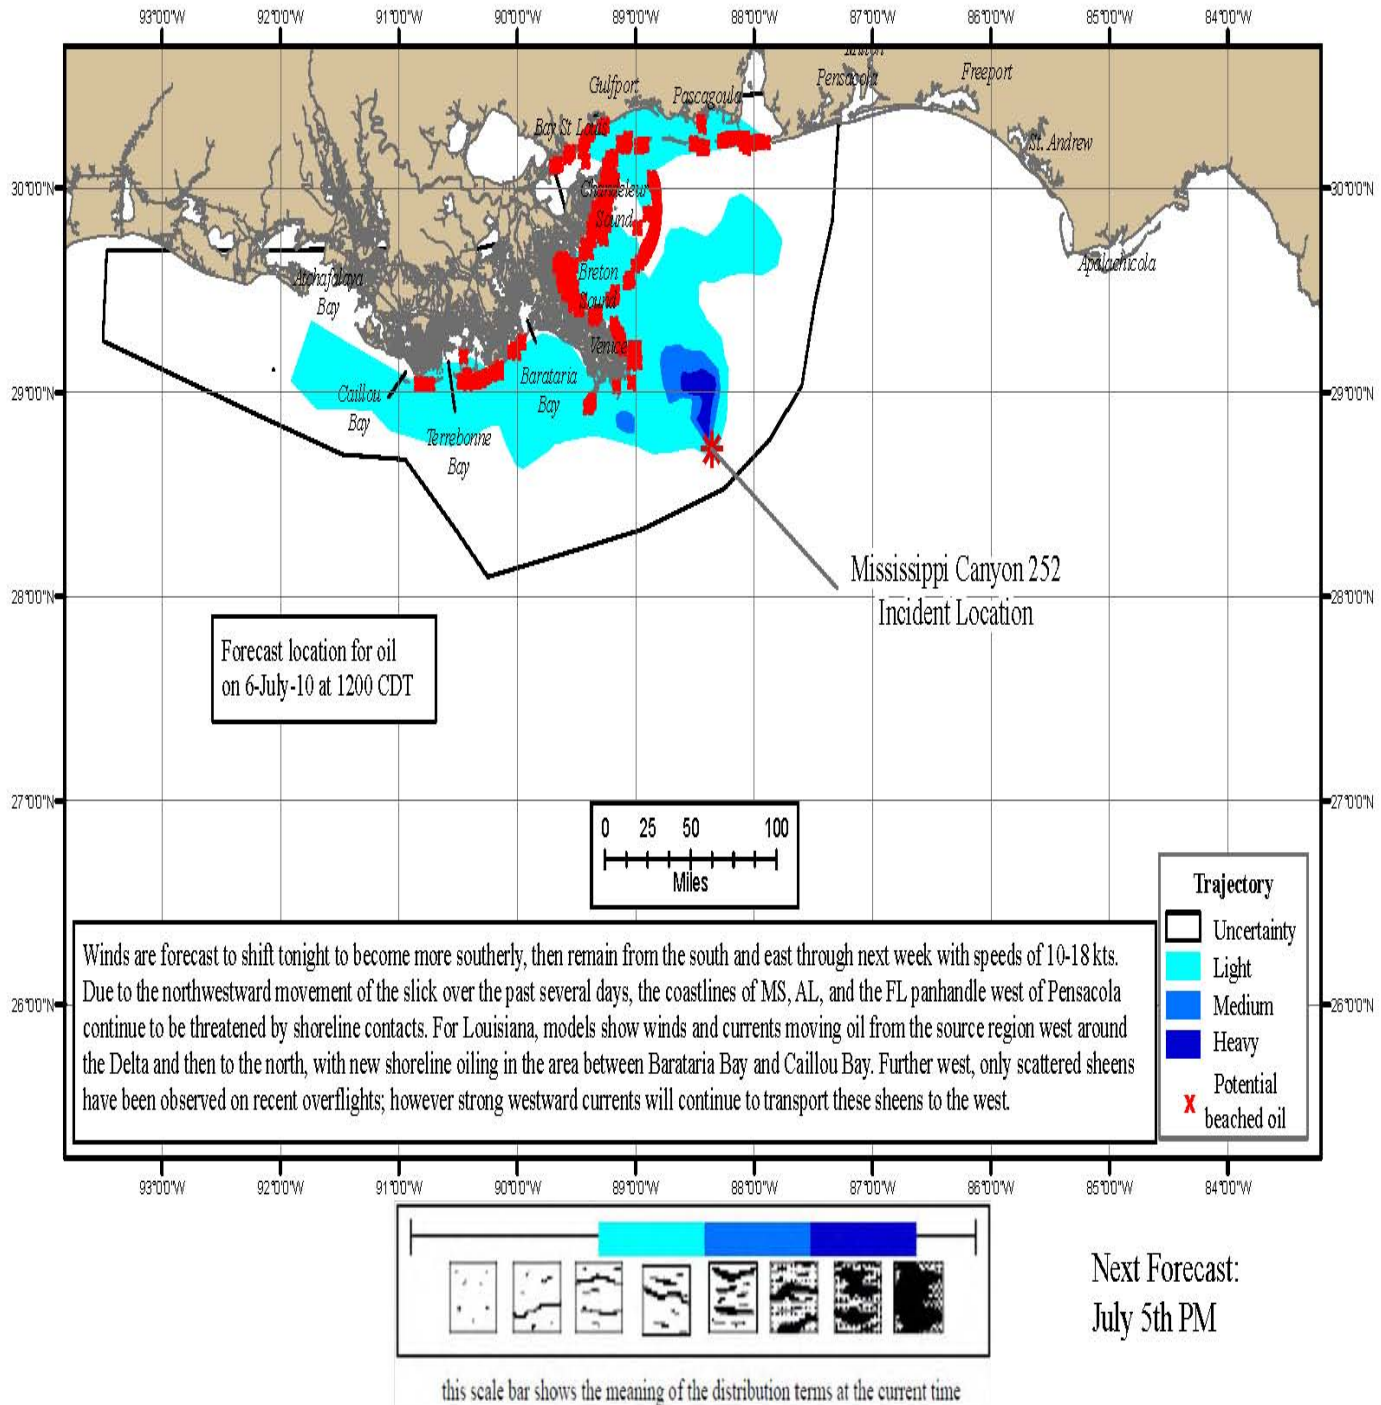 93°0'0"W 92°0'0"W 91°0'0"W 90°0'0"W 89°0'0"W 88°0'0"W 87°0'0"W 86°0'0"W 85°0'0"W 84°0'0"W
Gulfport
Pascagoula
Pensacola
Freeport
Bay St Louis
St. Andrew
30°0'0"N
30°0'0"N
Chandeleur
Sound
Apalachicola
Atchafalaya
Bay
Breton
Sound
Venice
29°0'0"N
29°0'0"N
Caillou
Bay
Barataria
Bay
Terrebonne
Bay
Mississippi Canyon 252
Incident Location
28°0'0"N
28°0'0"N
Forecast location for oil
on 6-July-10 at 1200 CDT
27°0'0"N
27°0'0"N
0 25 50 100
Miles
Trajectory
Uncertainty
Light
Medium
Heavy
Potential
beached oil
Winds are forecast to shift tonight to become more southerly, then remain from the south and east through next week with speeds of 10-18 kts.
Due to the northwestward movement of the slick over the past several days, the coastlines of MS, AL, and the FL panhandle west of Pensacola
continue to be threatened by shoreline contacts. For Louisiana, models show winds and currents moving oil from the source region west around
the Delta and then to the north, with new shoreline oiling in the area between Barataria Bay and Caillou Bay. Further west, only scattered sheens
have been observed on recent overflights; however strong westward currents will continue to transport these sheens to the west.
26°0'0"N
26°0'0"N
93°0'0"W 92°0'0"W 91°0'0"W 90°0'0"W 89°0'0"W 88°0'0"W 87°0'0"W 86°0'0"W 85°0'0"W 84°0'0"W
Next Forecast:
July 5th PM
this scale bar shows the meaning of the distribution terms at the current time